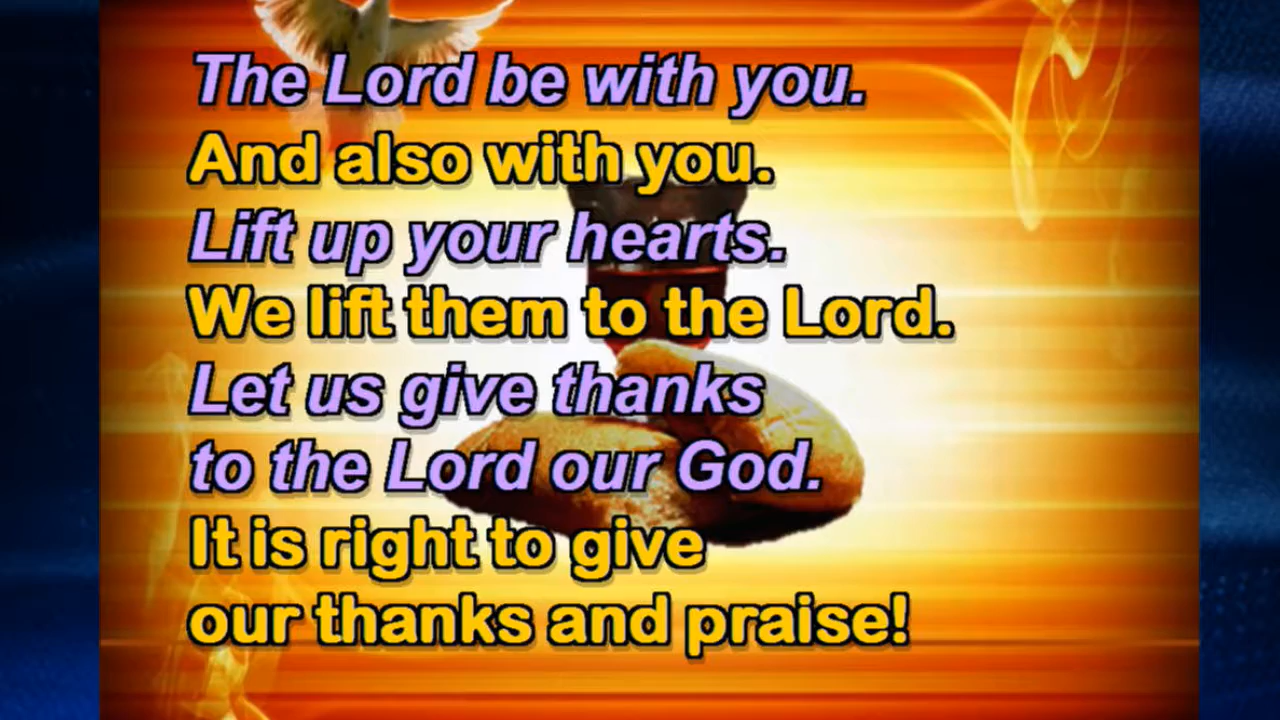 The Lord be with you.
And also with you.
Lift up your hearts.
We lift them to the Lord.
Let us give thanks
to the Lord our God.
It is right to give
our thanks and praise!